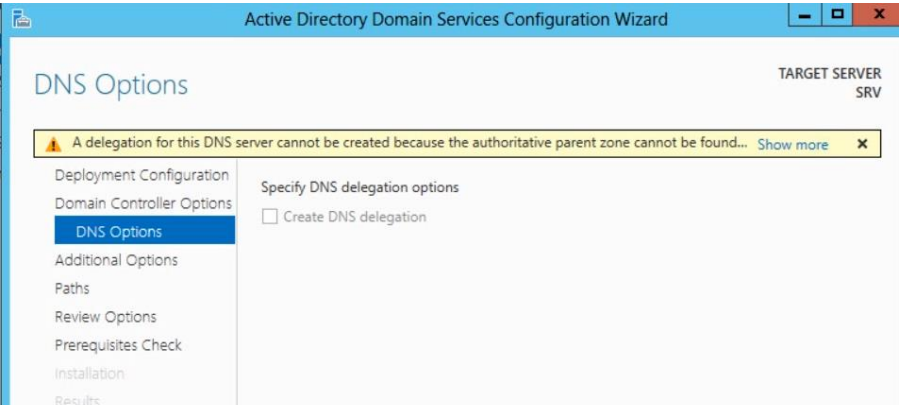 Active Directory Domain Services Configuration Wizard
DNS Options
TARGET SERVER
SRV
A delegation for this DNS server cannot be created because the authoritative parent zone cannot be found... Show more
Deployment Configuration
Domain Controller Options
DNS Options
Additional Options
Paths
Review Options
Prerequisites Check
Installation
Results
Specify DNS delegation options
Create DNS delegation